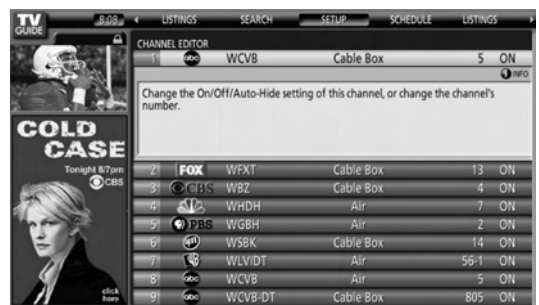 TV GUIDE
8:03
LISTINGS SEARCH SETUP SCHEDULE LISTINGS
CHANNEL EDITOR
1 abc WCVB Cable Box 5 ON
INFO
Change the On/Off/Auto-Hide setting of this channel, or change the channel's
number.
COLD
CASE
Tonight 8/7pm
CBS
click
here
2 FOX WFXT Cable Box 13 ON
3 CBS WBZ Cable Box 4 ON
4 WHDH Air 7 ON
5 PBS WGBH Air 2 ON
6 WSBK Cable Box 14 ON
7 WLVIDT Air 56-1 ON
8 abc WCVB Air 5 ON
9 abc WCVB-DT Cable Box 805 ON